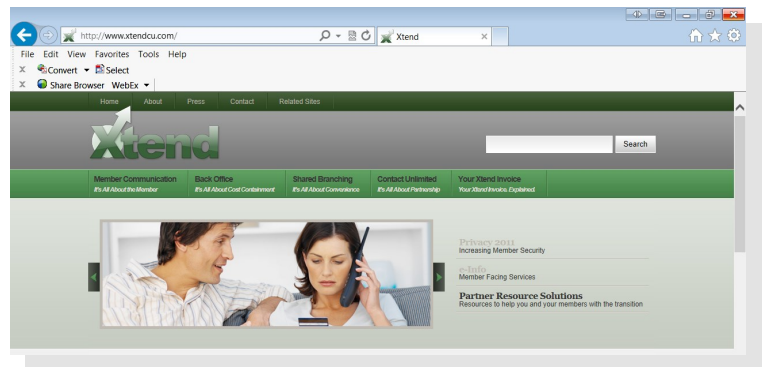 http://www.xtendcu.com/
Xtend
File Edit View Favorites Tools Help
x Convert Select
x Share Browser WebEx
Home About Press Contact Related Sites
Xtend
Search
Member Communication Back Office Shared Branching Contact Unlimited Your Xtend Invoice
It's All About the Member It's All About Cost Containment It's All About Convenience It's All About Partnership Your Xtend Invoice, Explained.
Privacy 2011
Increasing Member Security
e-Info
Member Facing Services
Partner Resource Solutions
Resources to help you and your members with the transition